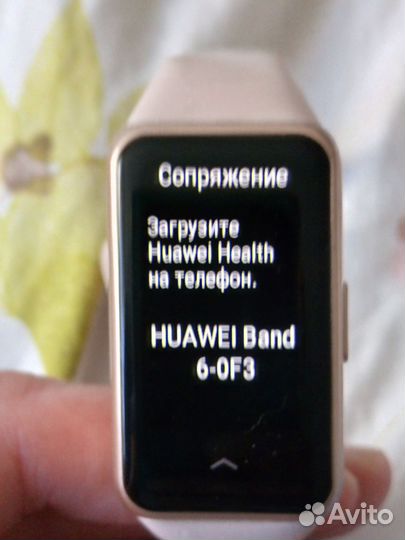 Сопряжение
Загрузите
Huawei Health
на телефон.
HUAWEI Band
6-0F3
Avito